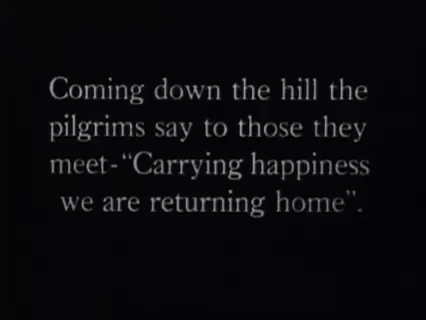 Coming down the hill the
pilgrims say to those they
meet-“Carrying happiness
we are returning home”.